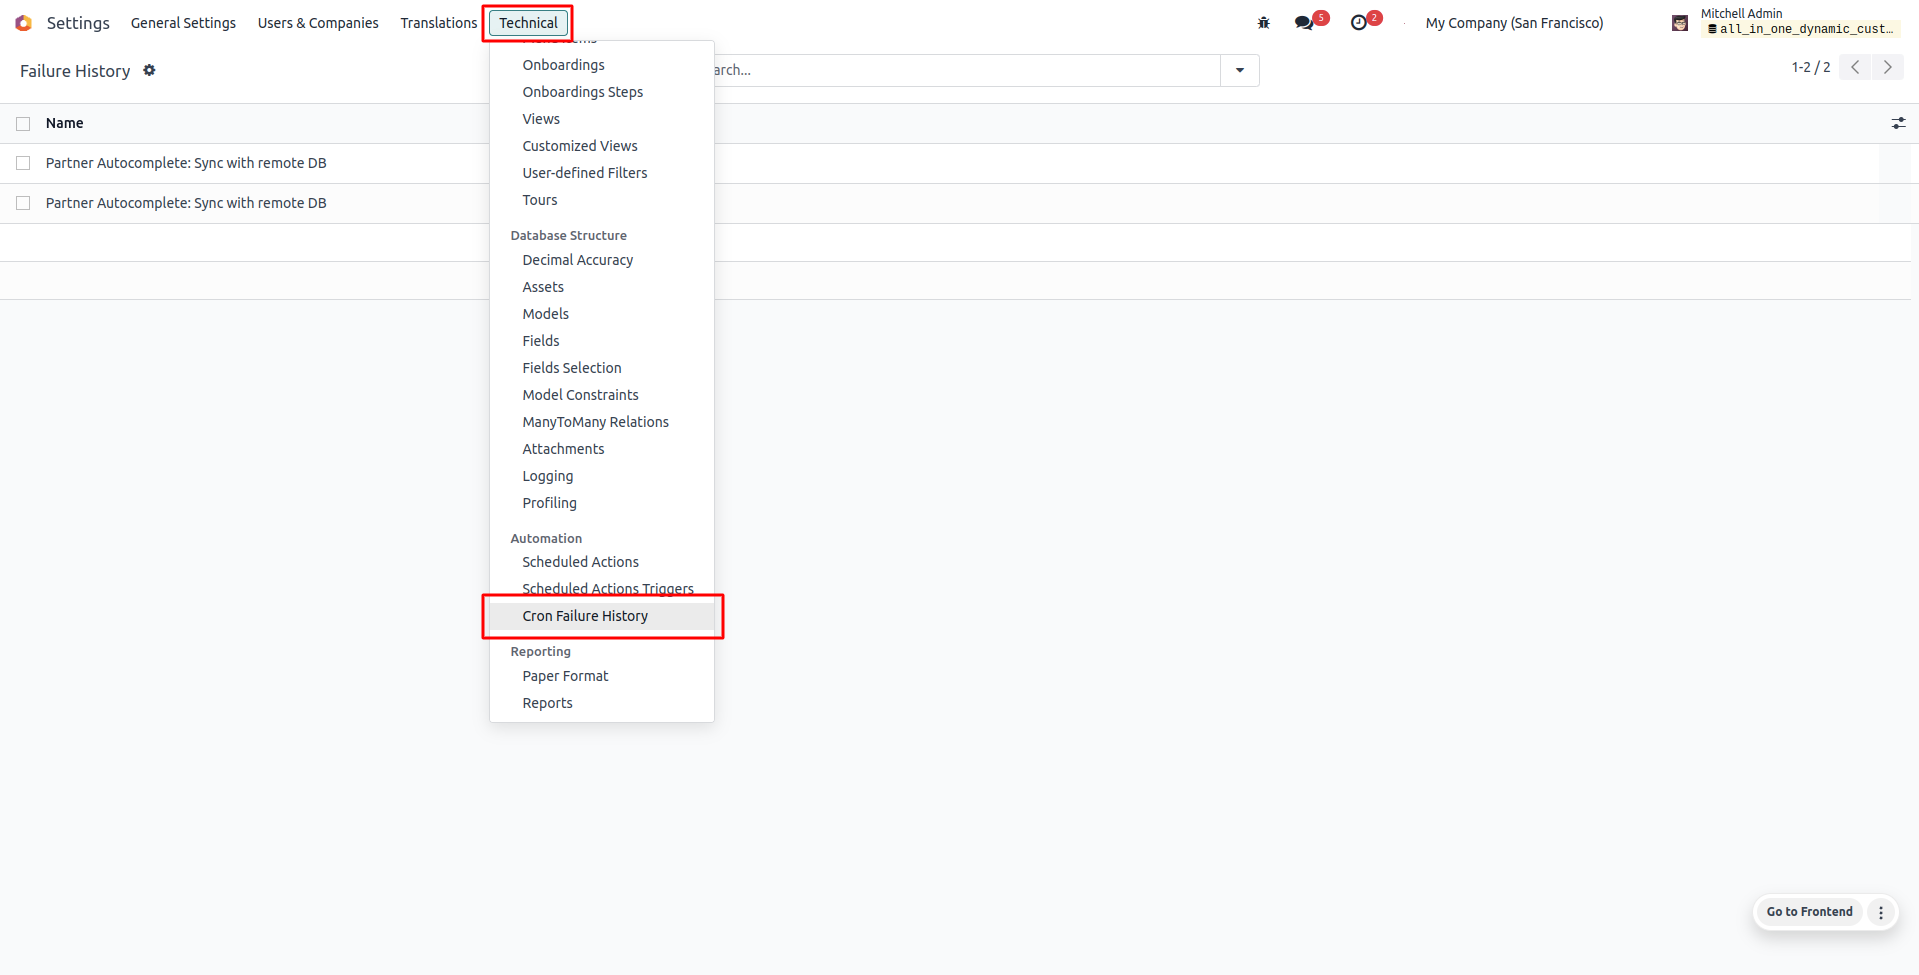 Settings General Settings Users & Companies Translations Technical 5 2 My Company (San Francisco) Mitchell Admin
all_in_one_dynamic_cust...
Failure History
arch...
1-2 / 2
Name
Partner Autocomplete: Sync with remote DB
Partner Autocomplete: Sync with remote DB
Onboardings
Onboardings Steps
Views
Customized Views
User-defined Filters
Tours
Database Structure
Decimal Accuracy
Assets
Models
Fields
Fields Selection
Model Constraints
ManyToMany Relations
Attachments
Logging
Profiling
Automation
Scheduled Actions
Scheduled Actions Triggers
Cron Failure History
Reporting
Paper Format
Reports
Go to Frontend